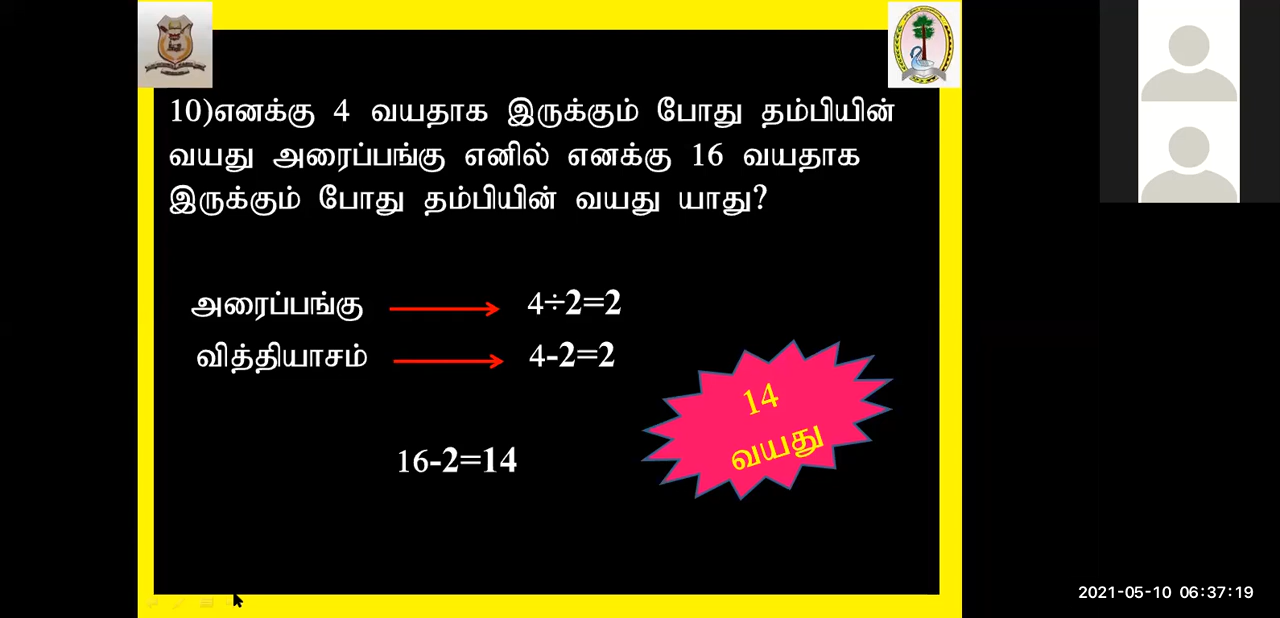 10)எனக்கு 4 வயதாக இருக்கும் போது தம்பியின்
வயது அரைப்பங்கு எனில் எனக்கு 16 வயதாக
இருக்கும் போது தம்பியின் வயது யாது?
அரைப்பங்கு 4÷2=2
வித்தியாசம் 4-2=2
14
வயது
16-2=14
2021-05-10 06:37:19